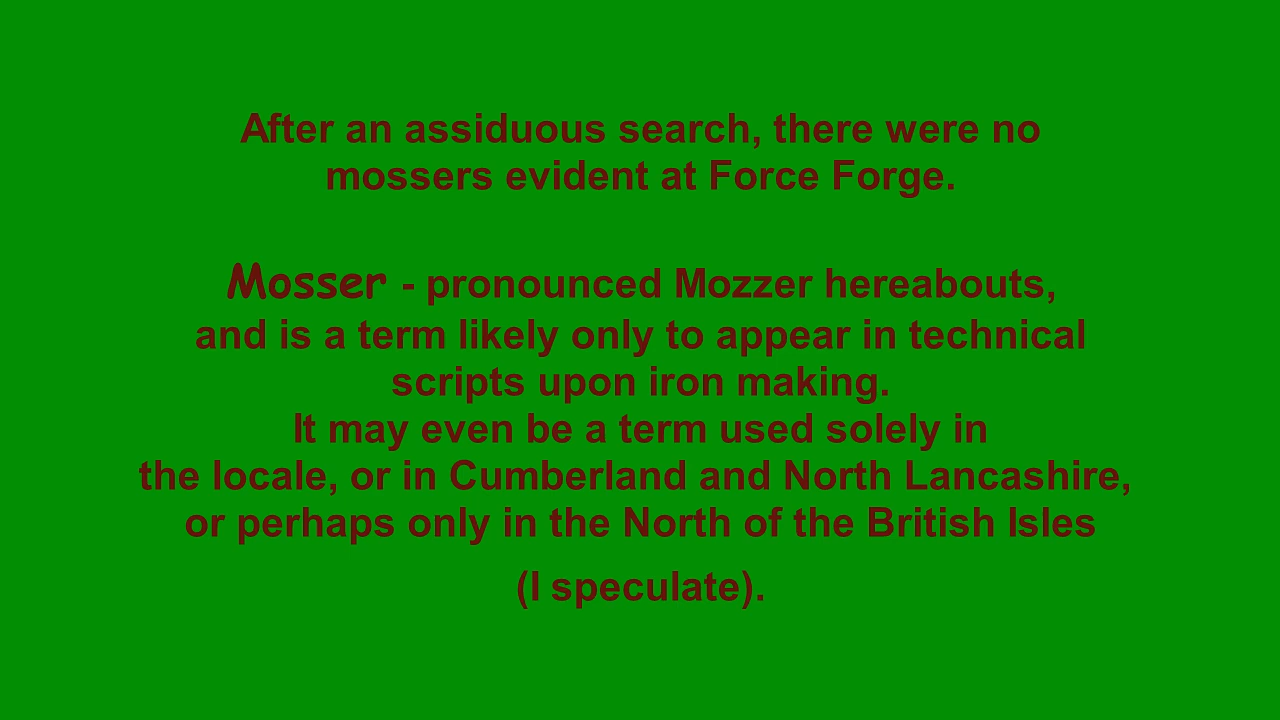 After an assiduous search, there were no
mossers evident at Force Forge.
Mosser - pronounced Mozzer hereabouts,
and is a term likely only to appear in technical
scripts upon iron making.
It may even be a term used solely in
the locale, or in Cumberland and North Lancashire,
or perhaps only in the North of the British Isles
(I speculate).